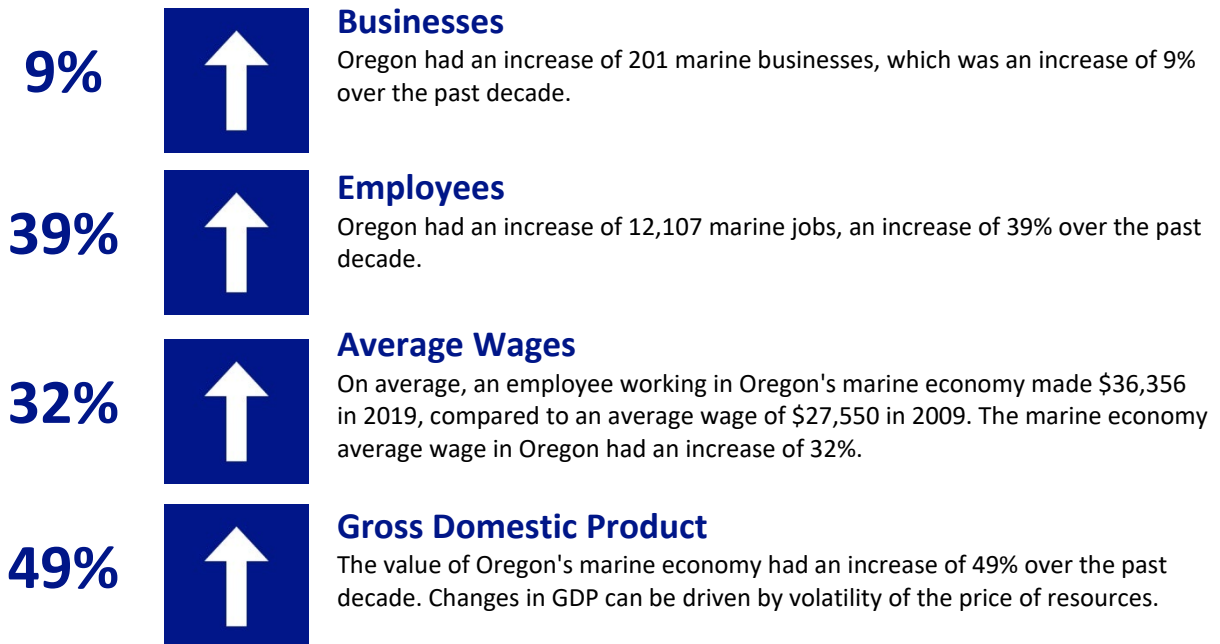 9%
Businesses
Oregon had an increase of 201 marine businesses, which was an increase of 9%
over the past decade.
39%
Employees
Oregon had an increase of 12,107 marine jobs, an increase of 39% over the past
decade.
32%
Average Wages
On average, an employee working in Oregon's marine economy made $36,356
in 2019, compared to an average wage of $27,550 in 2009. The marine economy
average wage in Oregon had an increase of 32%.
49%
Gross Domestic Product
The value of Oregon's marine economy had an increase of 49% over the past
decade. Changes in GDP can be driven by volatility of the price of resources.